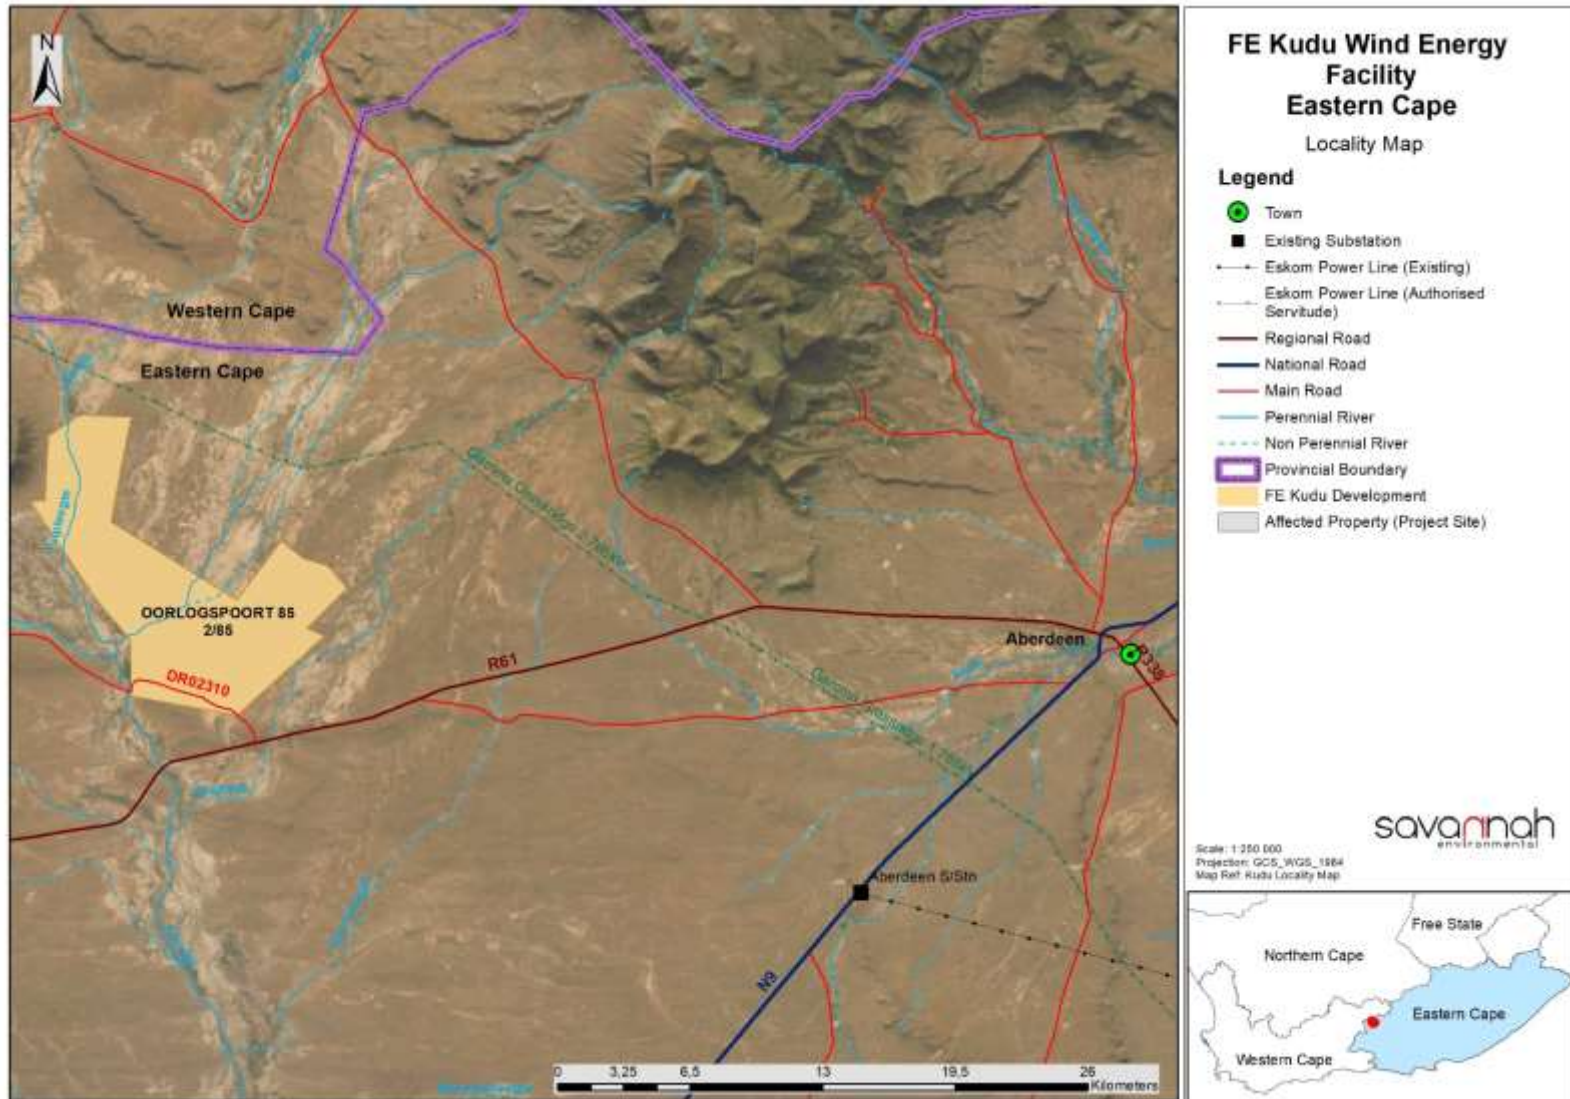 FE Kudu Wind Energy
Facility
Eastern Cape
Locality Map
Legend
Town
Existing Substation
Eskom Power Line (Existing)
Eskom Power Line (Authorised
Servitude)
Regional Road
National Road
Main Road
Perennial River
Non Perennial River
Provincial Boundary
FE Kudu Development
Affected Property (Project Site)
N
Western Cape
Eastern Cape
OORLOGSPOORT 85
2/85
DR02310
R61
Aberdeen
R338
Aberdeen S/Stn
N9
0 3,25 6,5 13 19,5 26
Kilometers
savannah
environmental
Scale: 1:250 000
Projection: GCS_WGS_1984
Map Ref: Kudu Locality Map
Free State
Northern Cape
Eastern Cape
Western Cape